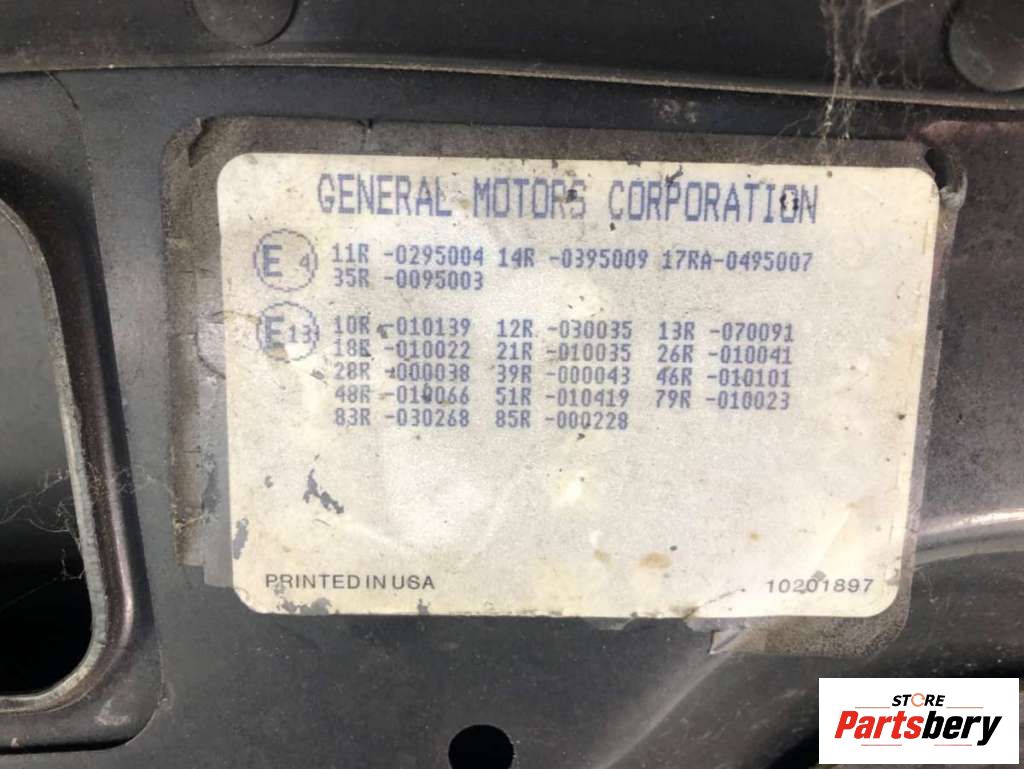 GENERAL MOTORS CORPORATION
E 4 11R -0295004 14R -0395009 17RA-0495007
35R -0095003
E 13 10R -010139 12R -030035 13R -070091
18R -010022 21R -010035 26R -010041
28R -000038 39R -000043 46R -010101
48R -010066 51R -010419 79R -010023
83R -030268 85R -000228
PRINTED IN USA 10201897
STORE
Partsbery